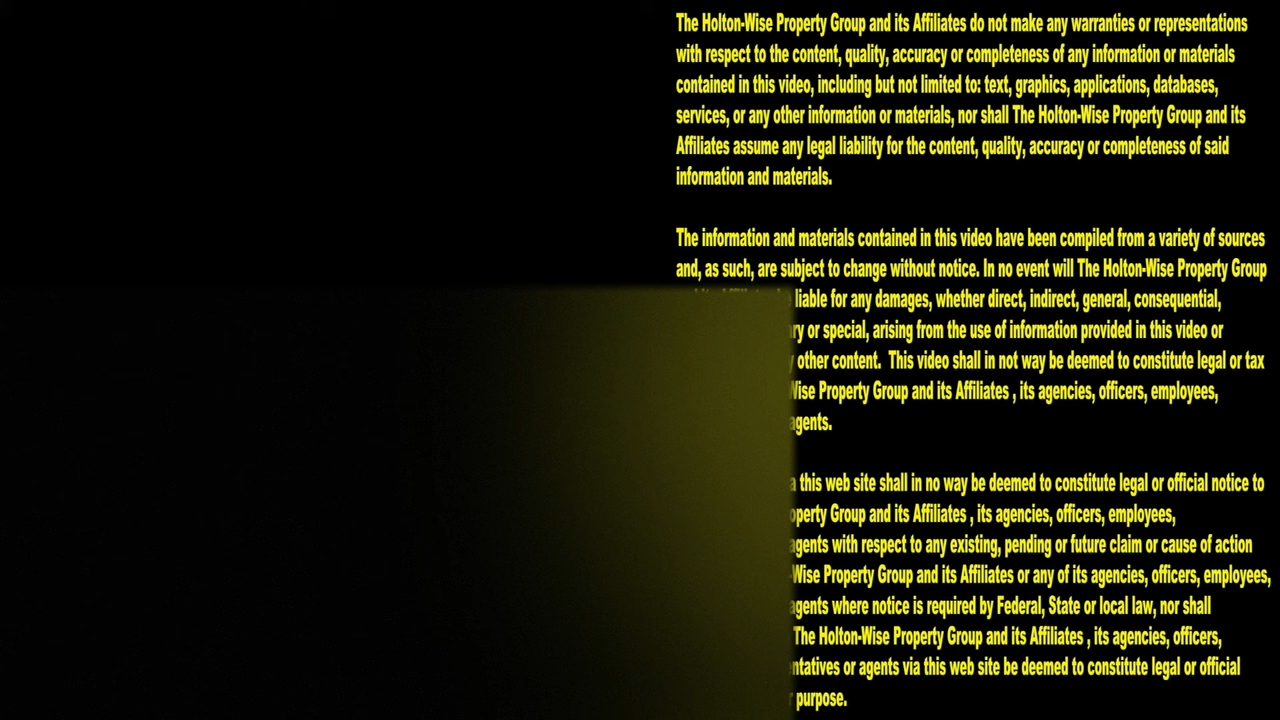 The Holton-Wise Property Group and its Affiliates do not make any warranties or representations
with respect to the content, quality, accuracy or completeness of any information or materials
contained in this video, including but not limited to: text, graphics, applications, databases,
services, or any other information or materials, nor shall The Holton-Wise Property Group and its
Affiliates assume any legal liability for the content, quality, accuracy or completeness of said
information and materials.
The information and materials contained in this video have been compiled from a variety of sources
and, as such, are subject to change without notice. In no event will The Holton-Wise Property Group
liable for any damages, whether direct, indirect, general, consequential,
or special, arising from the use of information provided in this video or
other content. This video shall in not way be deemed to constitute legal or tax
Property Group and its Affiliates , its agencies, officers, employees,
agents.
this web site shall in no way be deemed to constitute legal or official notice to
Group and its Affiliates , its agencies, officers, employees,
agents with respect to any existing, pending or future claim or cause of action
-Wise Property Group and its Affiliates or any of its agencies, officers, employees,
agents where notice is required by Federal, State or local law, nor shall
The Holton-Wise Property Group and its Affiliates , its agencies, officers,
or agents via this web site be deemed to constitute legal or official
purpose.